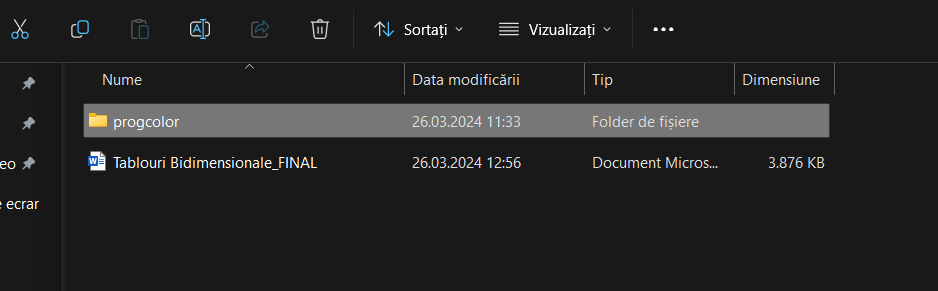 Sortați Vizualizați
Nume Data modificării Tip Dimensiune
progcolor 26.03.2024 11:33 Folder de fișiere
eo Tablouri Bidimensionale_FINAL 26.03.2024 12:56 Document Micros... 3.876 KB
e ecrar